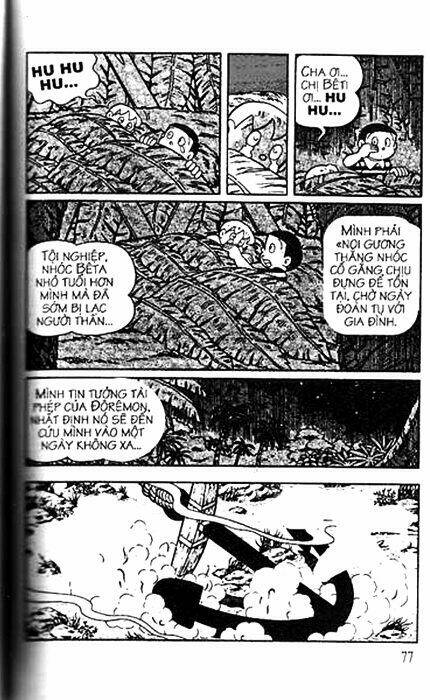 HU HU
HU...
CHA ƠI...
CHỊ BÊTI
ƠI... HU
HU...
TỘI NGHIỆP,
NHÓC BÊTA
NHỎ TUỔI HƠN
MÌNH MÀ ĐÃ
SỚM BỊ LẠC
NGƯỜI THÂN...
MÌNH PHẢI
«NOI GƯƠNG
THẰNG NHÓC
CỐ GẮNG CHỊU
ĐỰNG ĐỂ TỒN
TẠI, CHỜ NGÀY
ĐOÀN TỤ VỚI
GIA ĐÌNH.
MÌNH TIN TƯỞNG TÀI
PHÉP CỦA ĐÔRÊMON,
NHẤT ĐỊNH NÓ SẼ ĐẾN
CỨU MÌNH VÀO MỘT
NGÀY KHÔNG XA...
77